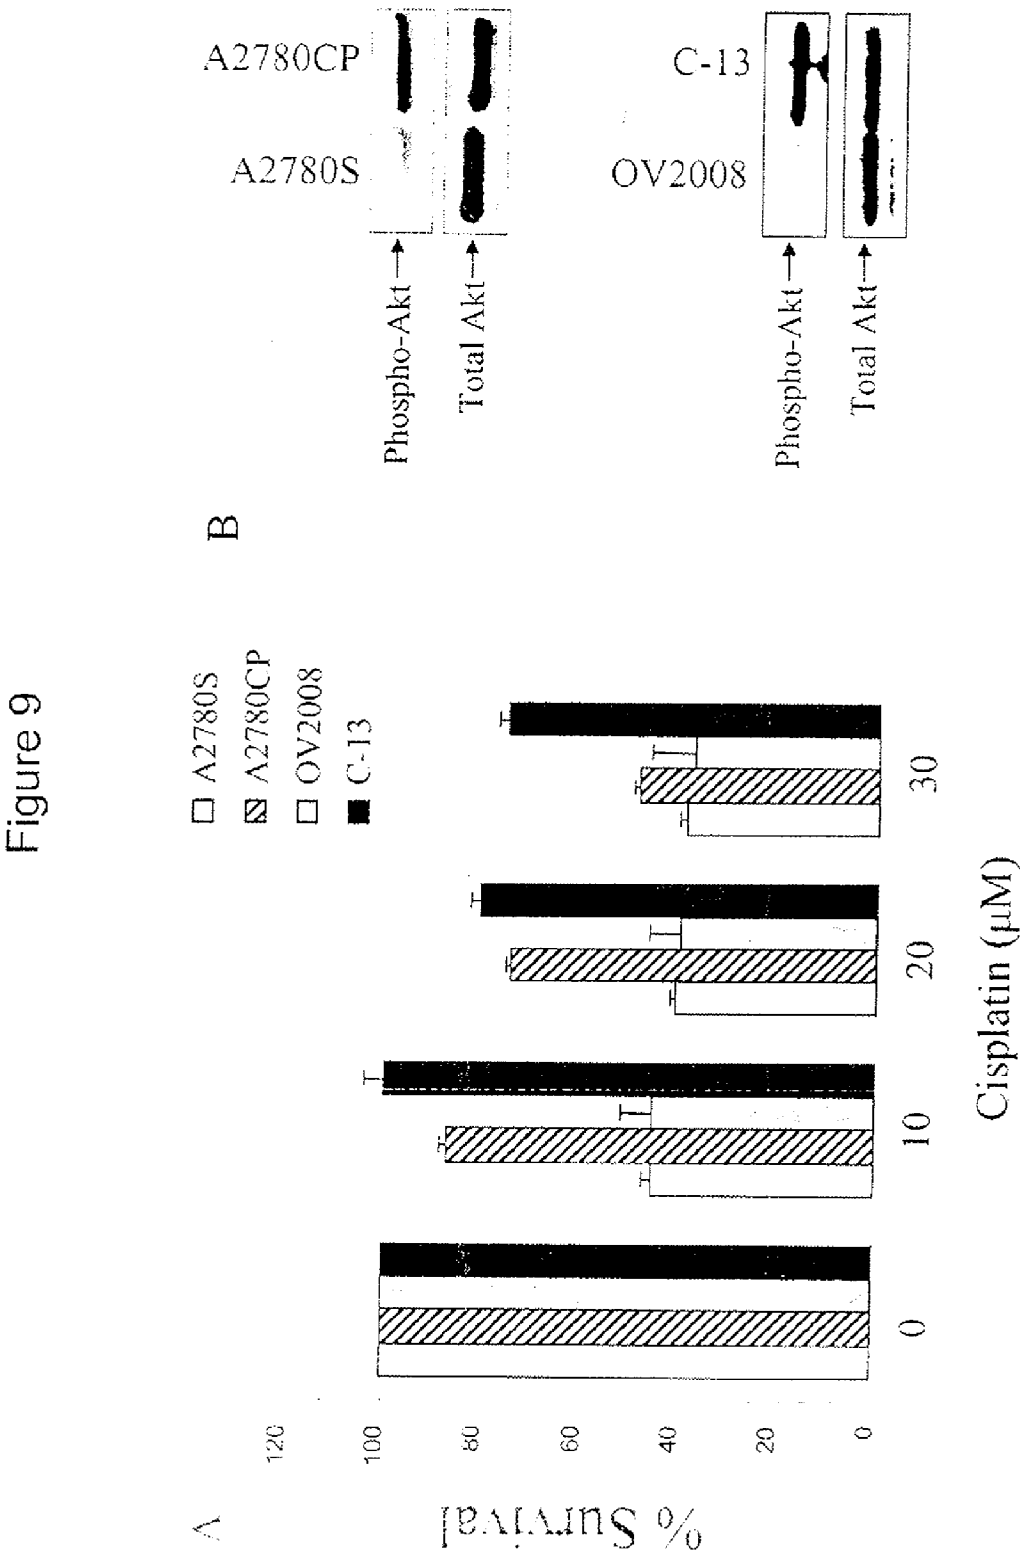 Figure 9
A
% Survival
120
100
80
60
40
20
0
0
10
20
30
Cisplatin (µM)
A2780S
A2780CP
OV2008
C-13
B
A2780S
A2780CP
Phospho-Akt
Total Akt
OV2008
C-13
Phospho-Akt
Total Akt